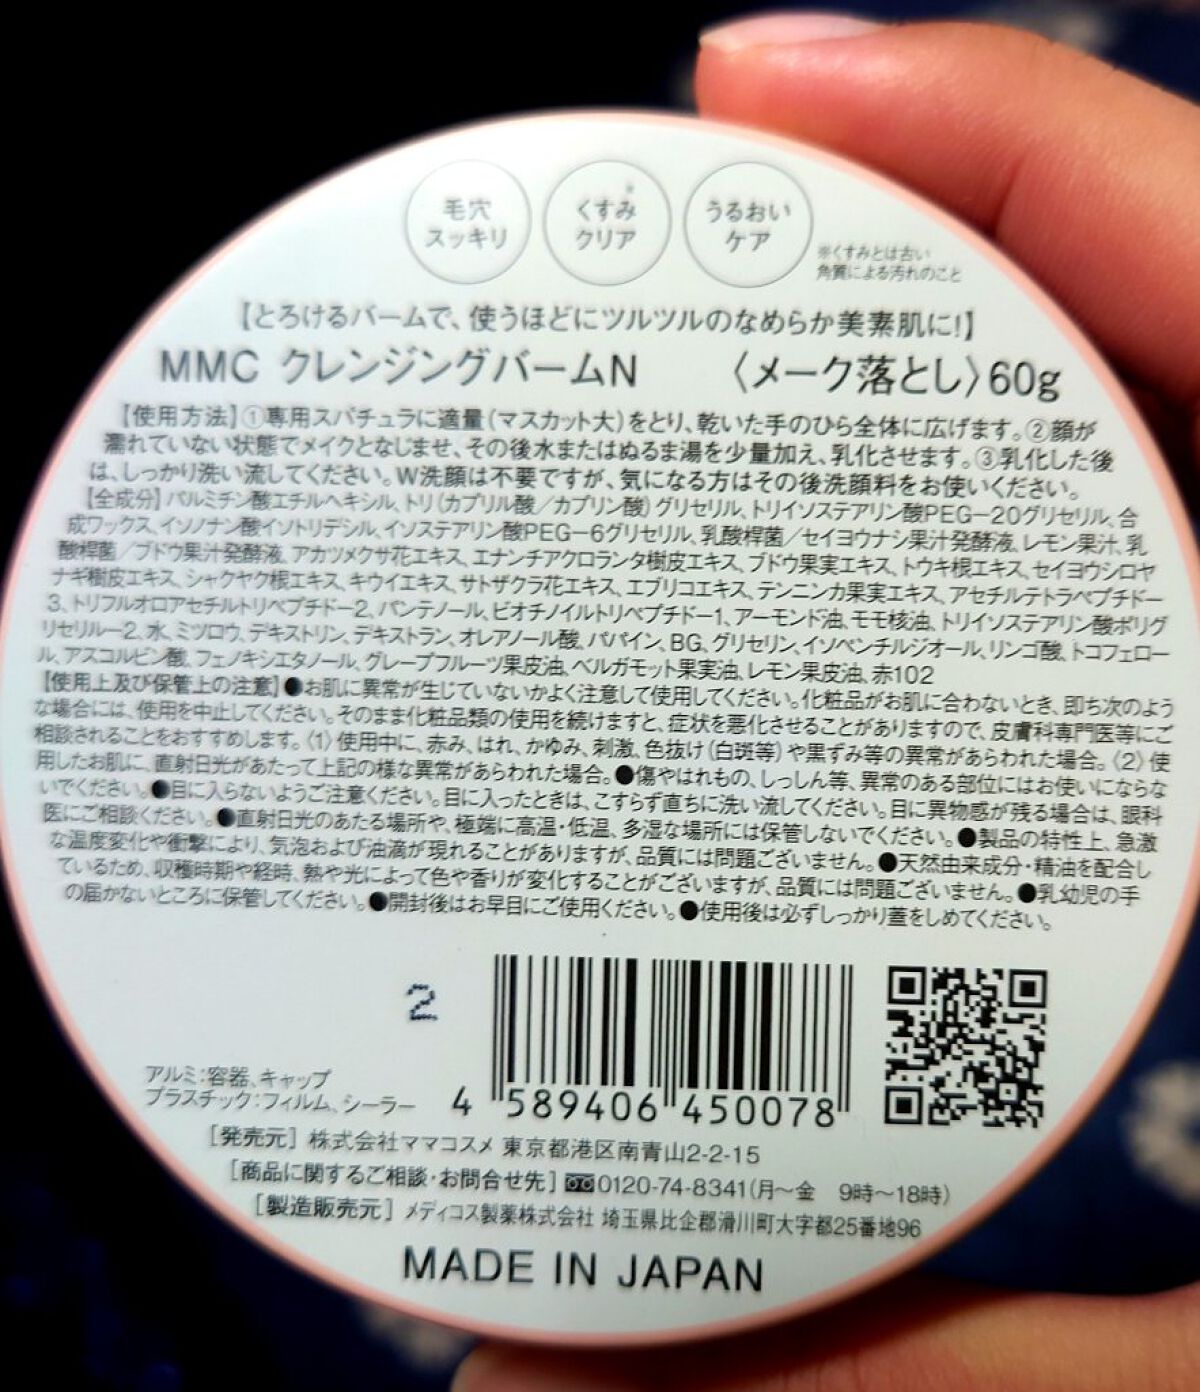 毛穴
スッキリ
くすみ※
クリア
うるおい
ケア
※くすみとは古い
角質による汚れのこと
【とろけるバームで、使うほどにツルツルのなめらか美素肌に!】
MMC クレンジングバームN 〈メーク落とし〉60g
【使用方法】①専用スパチュラに適量(マスカット大)をとり、乾いた手のひら全体に広げます。②顔が
濡れていない状態でメイクとなじませ、その後水またはぬるま湯を少量加え、乳化させます。③乳化した後
は、しっかり洗い流してください。W洗顔は不要ですが、気になる方はその後洗顔料をお使いください。
【全成分】パルミチン酸エチルヘキシル、トリ(カプリル酸/カプリン酸)グリセリル、トリイソステアリン酸PEG-20グリセリル、合
成ワックス、イソノナン酸イソトリデシル、イソステアリン酸PEG-6グリセリル、乳酸桿菌/セイヨウナシ果汁発酵液、レモン果汁、乳
酸桿菌/ブドウ果汁発酵液、アカツメクサ花エキス、エナンチアクロランタ樹皮エキス、ブドウ果実エキス、トウキ根エキス、セイヨウシロヤ
ナギ樹皮エキス、シャクヤク根エキス、キウイエキス、サトザクラ花エキス、エブリコエキス、テンニンカ果実エキス、アセチルテトラペプチドー
3、トリフルオロアセチルトリペプチドー2、パンテノール、ビオチノイルトリペプチドー1、アーモンド油、モモ核油、トリイソステアリン酸ポリグ
リセリルー2、水、ミツロウ、デキストリン、デキストラン、オレアノール酸、パパイン、BG、グリセリン、イソペンチルジオール、リンゴ酸、トコフェロー
ル、アスコルビン酸、フェノキシエタノール、グレープフルーツ果皮油、ベルガモット果実油、レモン果皮油、赤102
【使用上及び保管上の注意】●お肌に異常が生じていないかよく注意して使用してください。化粧品がお肌に合わないとき、即ち次のよう
な場合には、使用を中止してください。そのまま化粧品類の使用を続けますと、症状を悪化させることがありますので、皮膚科専門医等にご
相談されることをおすすめします。〈1〉使用中に、赤み、はれ、かゆみ、刺激、色抜け(白斑等)や黒ずみ等の異常があらわれた場合。〈2〉使
用したお肌に、直射日光があたって上記の様な異常があらわれた場合。●傷やはれもの、しっしん等、異常のある部位にはお使いにならな
いでください。●目に入らないようご注意ください。目に入ったときは、こすらず直ちに洗い流してください。目に異物感が残る場合は、眼科
医にご相談ください。●直射日光のあたる場所や、極端に高温・低温、多湿な場所には保管しないでください。●製品の特性上、急激
な温度変化や衝撃により、気泡および油滴が現れることがありますが、品質には問題ございません。●天然由来成分・精油を配合し
ているため、収穫時期や経時、熱や光によって色や香りが変化することがございますが、品質には問題ございません。●乳幼児の手
の届かないところに保管してください。●開封後はお早目にご使用ください。●使用後は必ずしっかり蓋をしめてください。
2
アルミ:容器、キャップ
プラスチック:フィルム、シーラー
4 589406 450078
[発売元] 株式会社ママコスメ 東京都港区南青山2-2-15
[商品に関するご相談・お問合せ先] 0120-74-8341(月〜金 9時〜18時)
[製造販売元] メディコス製薬株式会社 埼玉県比企郡滑川町大字都25番地96
MADE IN JAPAN